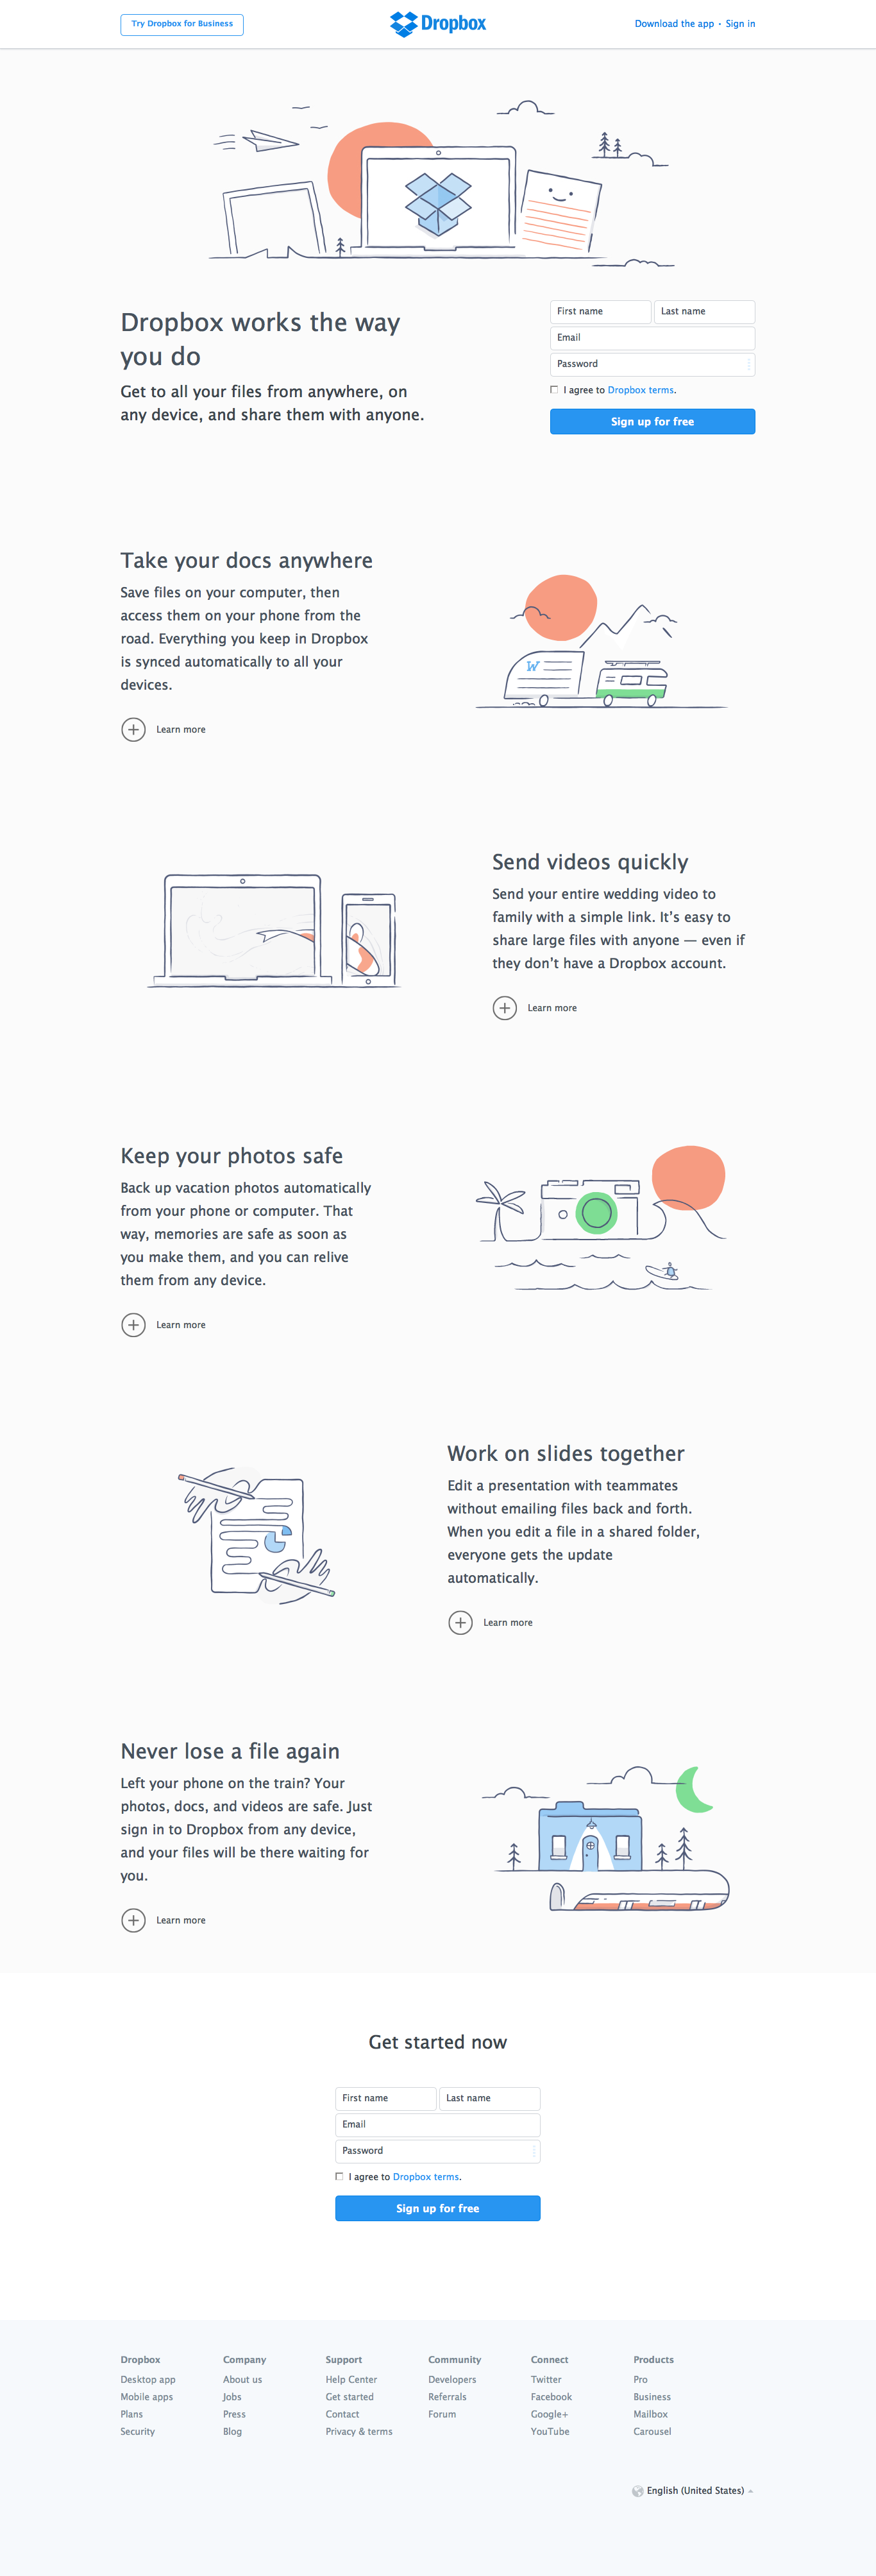 Try Dropbox for Business
Dropbox
Download the app • Sign in
Dropbox works the way
you do
Get to all your files from anywhere, on
any device, and share them with anyone.
First name
Last name
Email
Password
I agree to Dropbox terms.
Sign up for free
Take your docs anywhere
Save files on your computer, then
access them on your phone from the
road. Everything you keep in Dropbox
is synced automatically to all your
devices.
Learn more
W
Send videos quickly
Send your entire wedding video to
family with a simple link. It’s easy to
share large files with anyone — even if
they don’t have a Dropbox account.
Learn more
Keep your photos safe
Back up vacation photos automatically
from your phone or computer. That
way, memories are safe as soon as
you make them, and you can relive
them from any device.
Learn more
Work on slides together
Edit a presentation with teammates
without emailing files back and forth.
When you edit a file in a shared folder,
everyone gets the update
automatically.
Learn more
Never lose a file again
Left your phone on the train? Your
photos, docs, and videos are safe. Just
sign in to Dropbox from any device,
and your files will be there waiting for
you.
Learn more
Get started now
First name
Last name
Email
Password
I agree to Dropbox terms.
Sign up for free
Dropbox
Desktop app
Mobile apps
Plans
Security
Company
About us
Jobs
Press
Blog
Support
Help Center
Get started
Contact
Privacy & terms
Community
Developers
Referrals
Forum
Connect
Twitter
Facebook
Google+
YouTube
Products
Pro
Business
Mailbox
Carousel
English (United States)